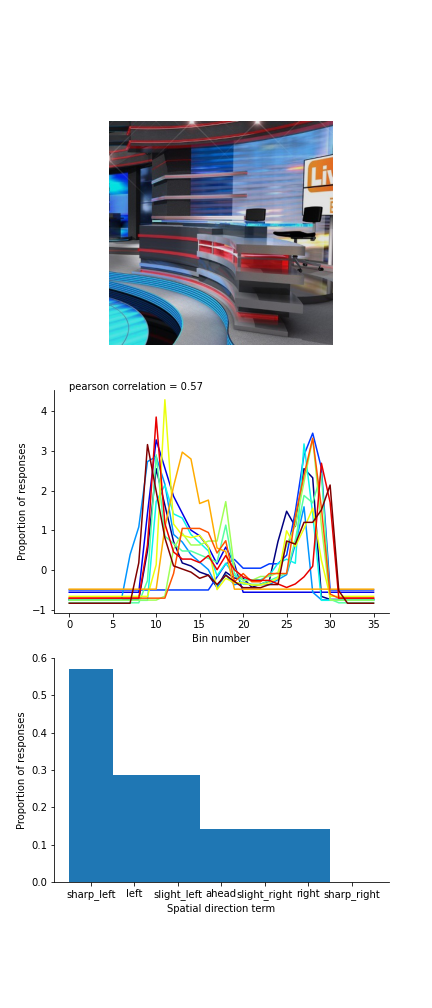 Liv
mi
pearson correlation = 0.57
Proportion of responses
4
3
2
1
0
−1
0 5 10 15 20 25 30 35
Bin number
Proportion of responses
0.6
0.5
0.4
0.3
0.2
0.1
0.0
sharp_left left slight_left ahead slight_right right sharp_right
Spatial direction term